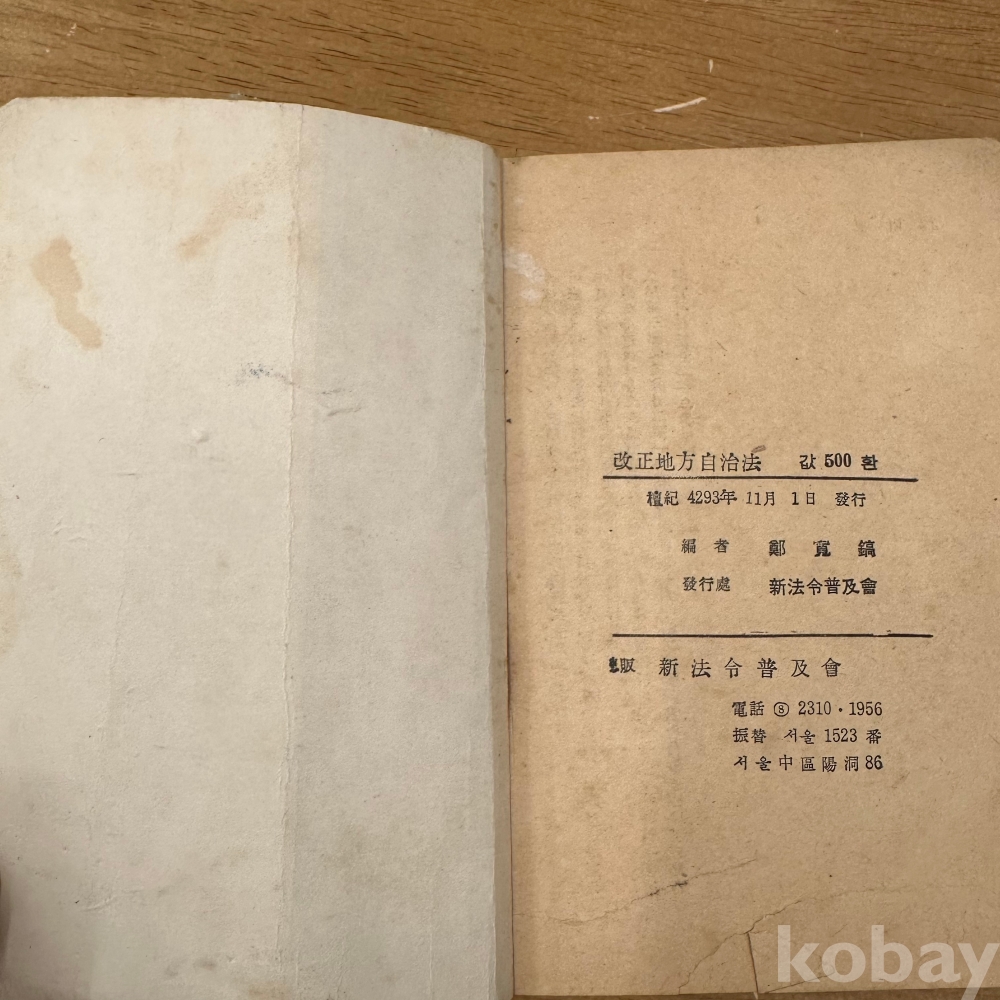 改正地方自治法 값 500 환
檀紀 4293年 11月 1日 發行
編者 鄭寬鎬
發行處 新法令普及會
販 新法令普及會
電話 ⑧ 2310・1956
振替 서울 1523 番
서울中區陽洞86
kobay